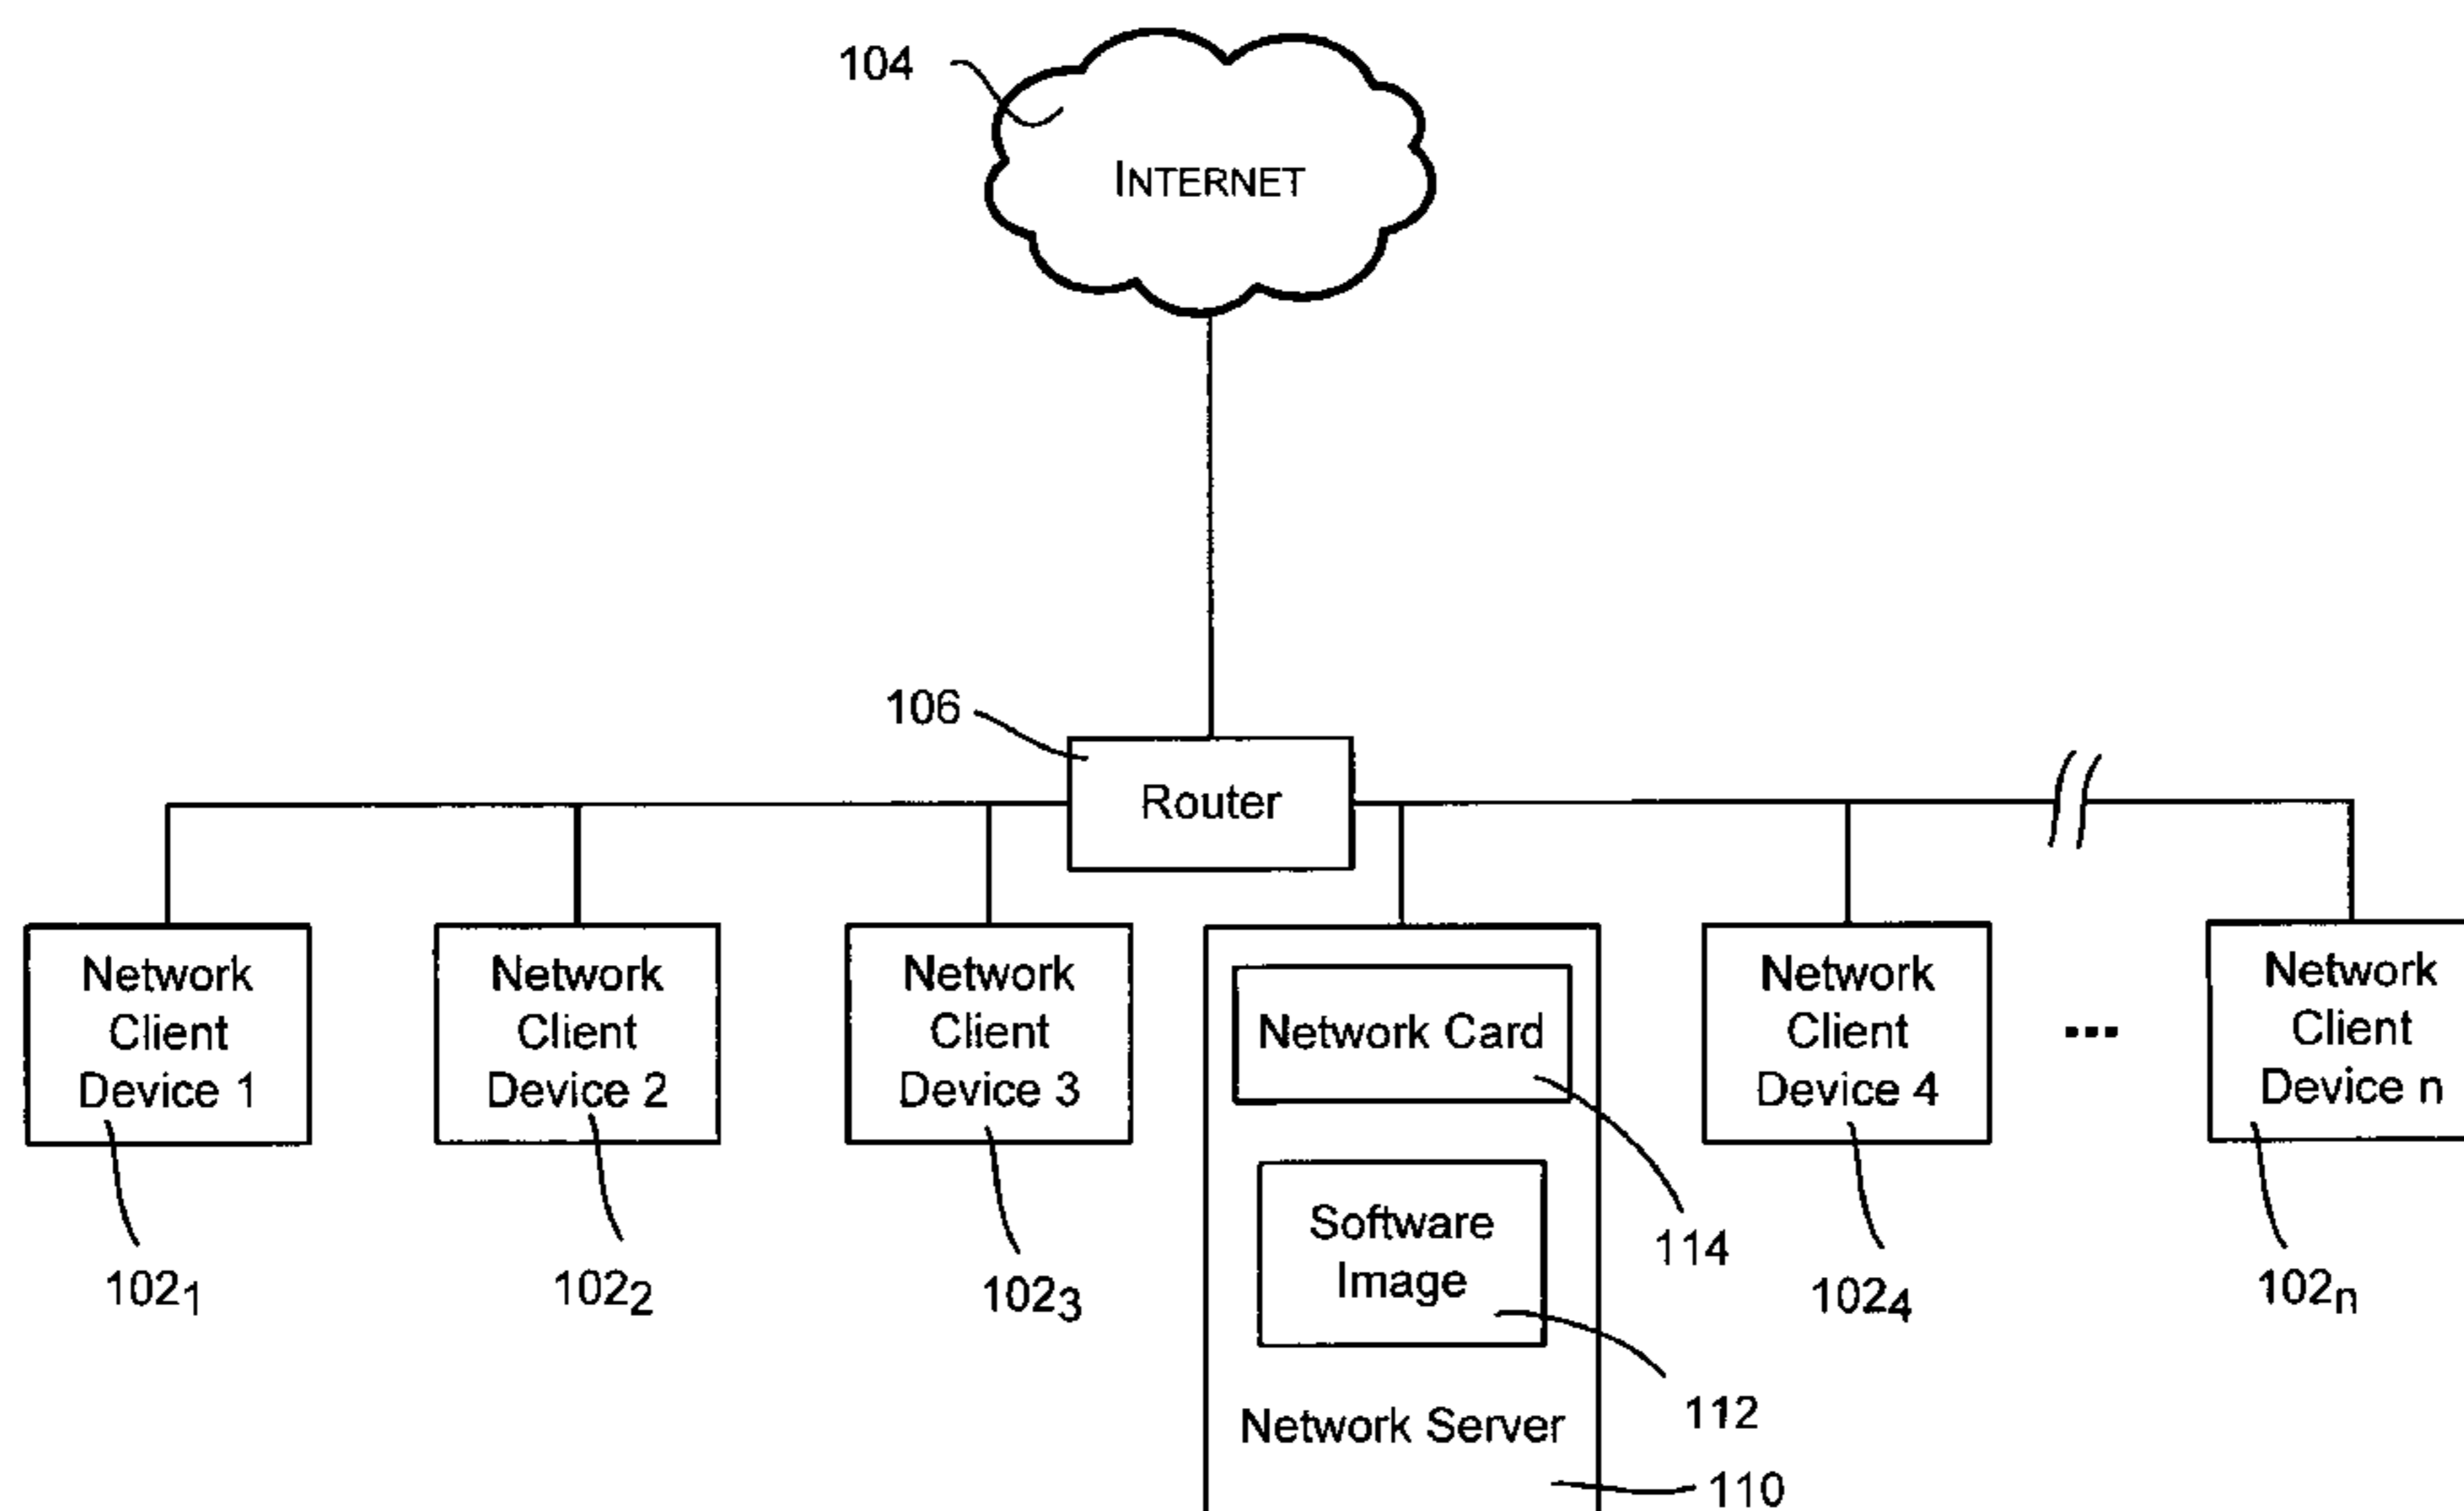 104
INTERNET
106
Router
Network
Client
Device 1
Network
Client
Device 2
Network
Client
Device 3
Network Card
Network
Client
Device 4
...
Network
Client
Device n
Software
Image
114
102₁
102₂
102₃
102₄
102ₙ
112
Network Server
110